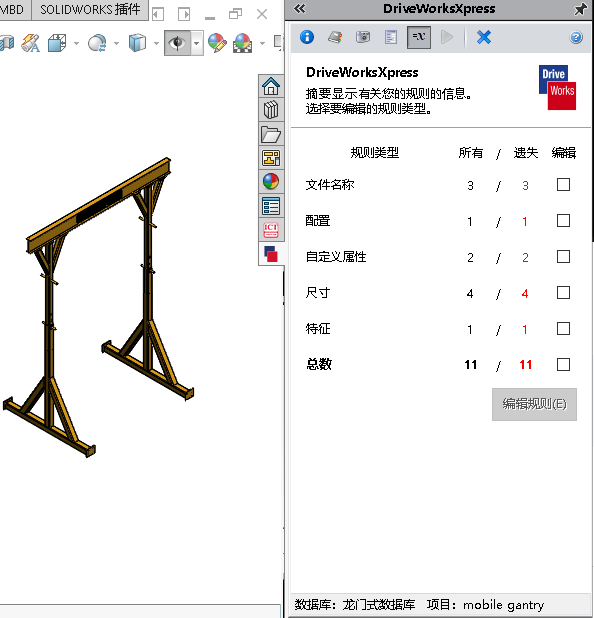 MBD
SOLIDWORKS 插件
DriveWorksXpress
=x
DriveWorksXpress
摘要显示有关您的规则的信息。
选择要编辑的规则类型。
Drive
Works
规则类型 所有 / 遗失 编辑
文件名称 3 / 3
配置 1 / 1
自定义属性 2 / 2
尺寸 4 / 4
特征 1 / 1
总数 11 / 11
编辑规则(E)
ICT
数据库：龙门式数据库 项目：mobile gantry